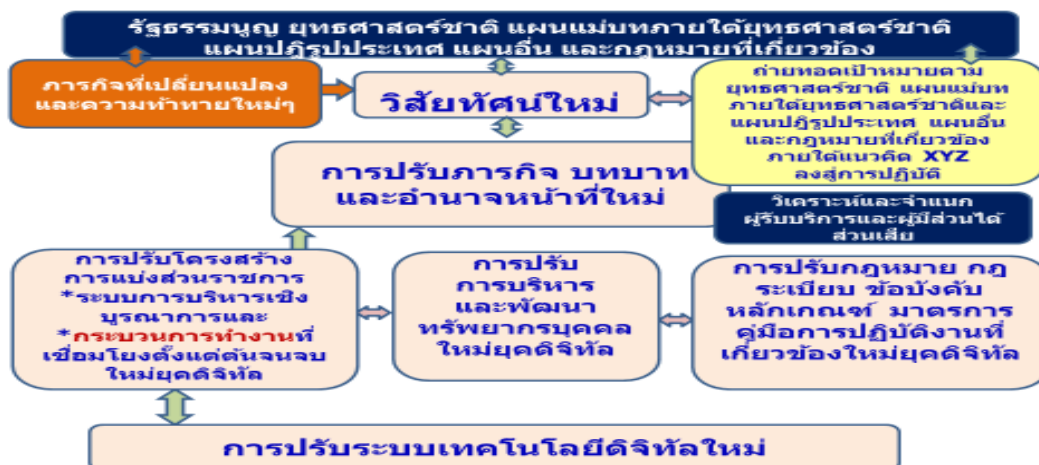 รัฐธรรมนูญ ยุทธศาสตร์ชาติ แผนแม่บทภายใต้ยุทธศาสตร์ชาติ
แผนปฏิรูปประเทศ แผนอื่น และกฎหมายที่เกี่ยวข้อง
ภารกิจที่เปลี่ยนแปลง
และความท้าทายใหม่ๆ
วิสัยทัศน์ใหม่
ถ่ายทอดเป้าหมายตาม
ยุทธศาสตร์ชาติ แผนแม่บท
ภายใต้ยุทธศาสตร์ชาติและ
แผนปฏิรูปประเทศ แผนอื่น
และกฎหมายที่เกี่ยวข้อง
ภายใต้แนวคิด XYZ
ลงสู่การปฏิบัติ
การปรับภารกิจ บทบาท
และอำนาจหน้าที่ใหม่
วิเคราะห์และจำแนก
ผู้รับบริการและผู้มีส่วนได้
ส่วนเสีย
การปรับโครงสร้าง
การแบ่งส่วนราชการ
*ระบบการบริหารเชิง
บูรณาการและ
*กระบวนการทำงานที่
เชื่อมโยงตั้งแต่ต้นจนจบ
ใหม่ยุคดิจิทัล
การปรับ
การบริหาร
และพัฒนา
ทรัพยากรบุคคล
ใหม่ยุคดิจิทัล
การปรับกฎหมาย กฎ
ระเบียบ ข้อบังคับ
หลักเกณฑ์ มาตรการ
คู่มือการปฏิบัติงานที่
เกี่ยวข้องใหม่ยุคดิจิทัล
การปรับระบบเทคโนโลยีดิจิทัลใหม่